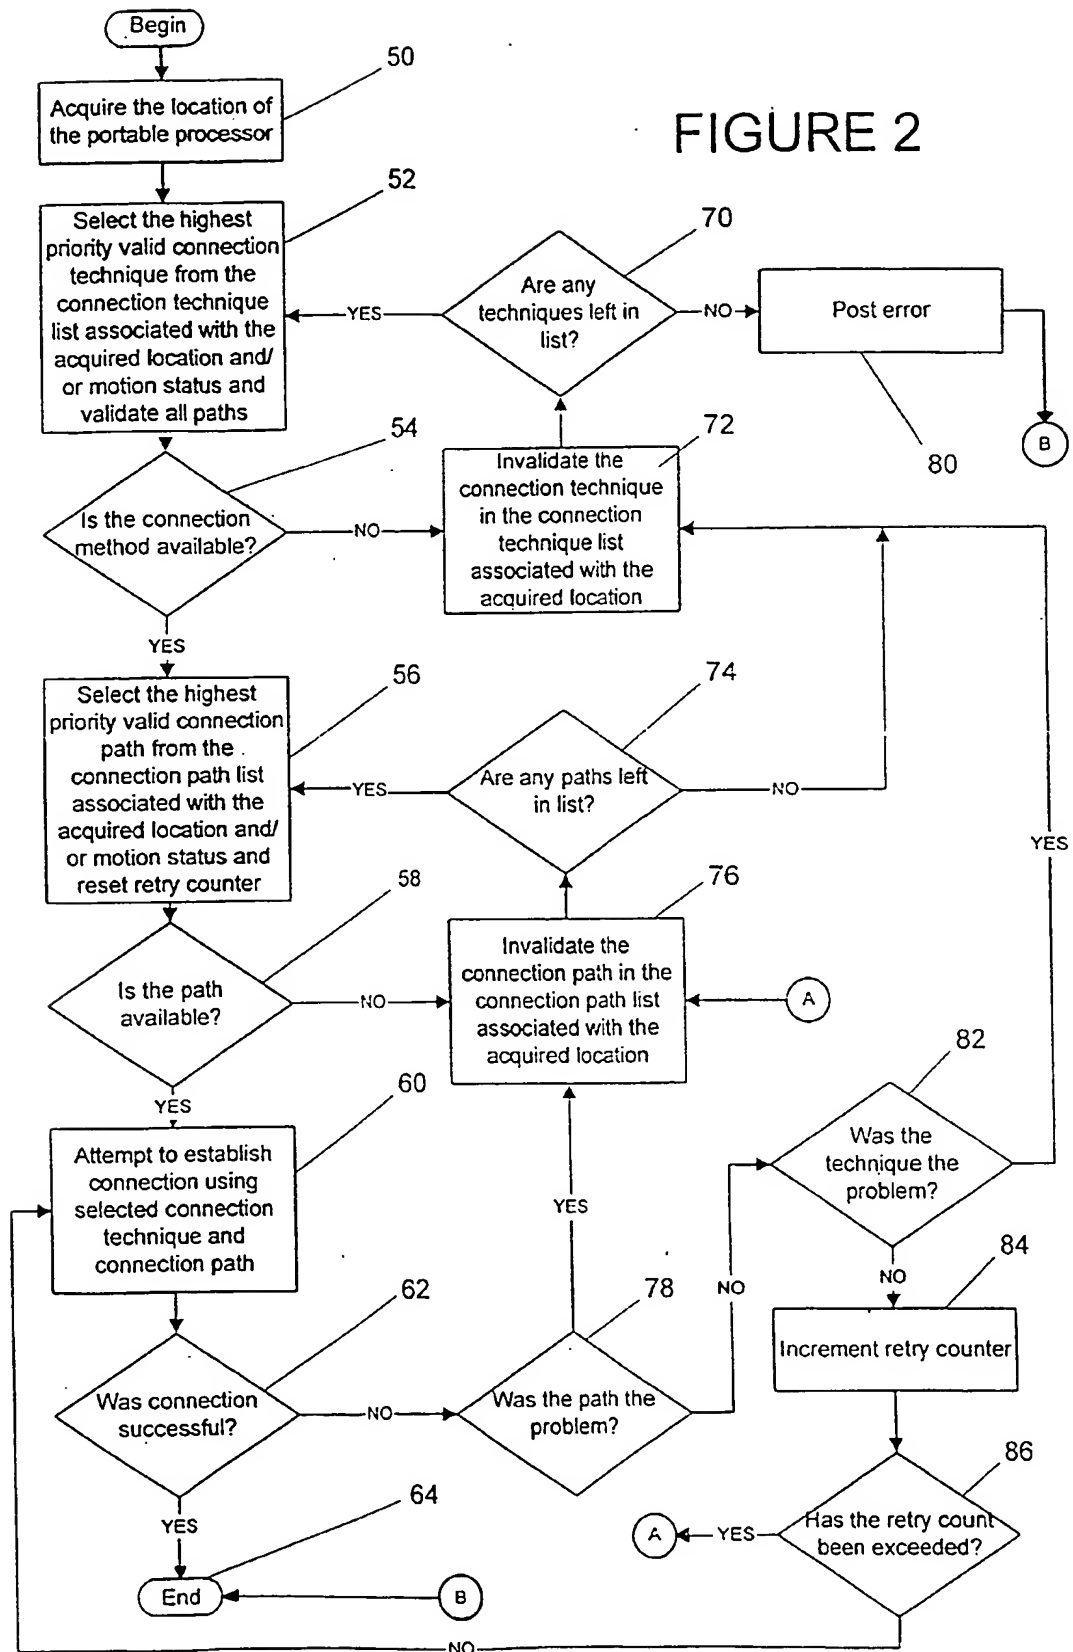 Begin
50
Acquire the location of
the portable processor
FIGURE 2
52
Select the highest
priority valid connection
technique from the
connection technique
list associated with the
acquired location and/
or motion status and
validate all paths
70
Are any
techniques left in
list?
YES
NO
Post error
80
B
54
Is the connection
method available?
NO
72
Invalidate the
connection technique
in the connection
technique list
associated with the
acquired location
YES
56
Select the highest
priority valid connection
path from the
connection path list
associated with the
acquired location and/
or motion status and
reset retry counter
74
Are any paths left
in list?
YES
NO
YES
58
Is the path
available?
NO
76
Invalidate the
connection path in the
connection path list
associated with the
acquired location
A
YES
60
Attempt to establish
connection using
selected connection
technique and
connection path
YES
82
Was the
technique the
problem?
NO
NO
84
Increment retry counter
62
Was connection
successful?
NO
78
Was the path the
problem?
86
Has the retry count
been exceeded?
YES
A
YES
64
End
B
NO